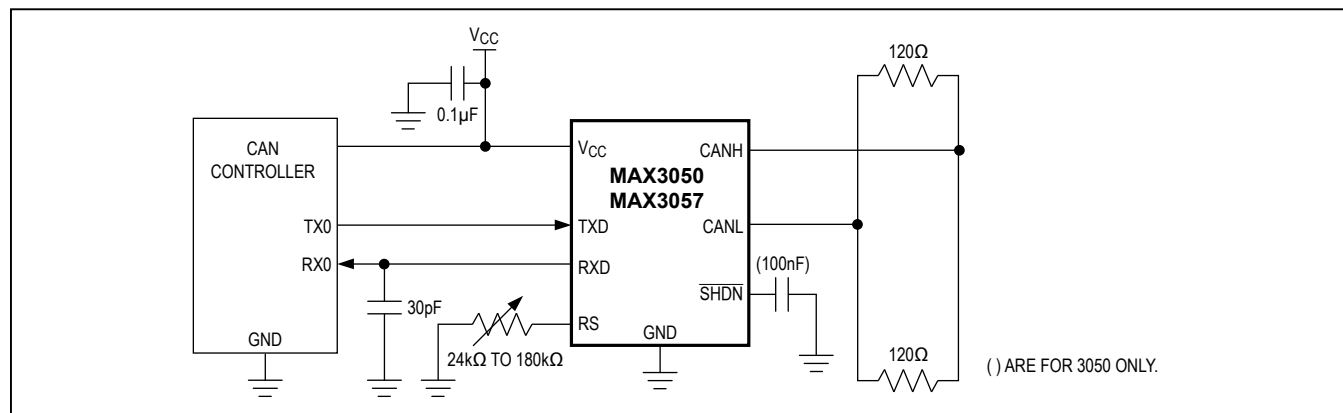 VCC
0.1µF
120Ω
CAN
CONTROLLER
TX0
RX0
GND
30pF
24kΩ TO 180kΩ
VCC
TXD
RXD
RS
MAX3050
MAX3057
GND
CANH
CANL
SHDN
(100nF)
120Ω
( ) ARE FOR 3050 ONLY.